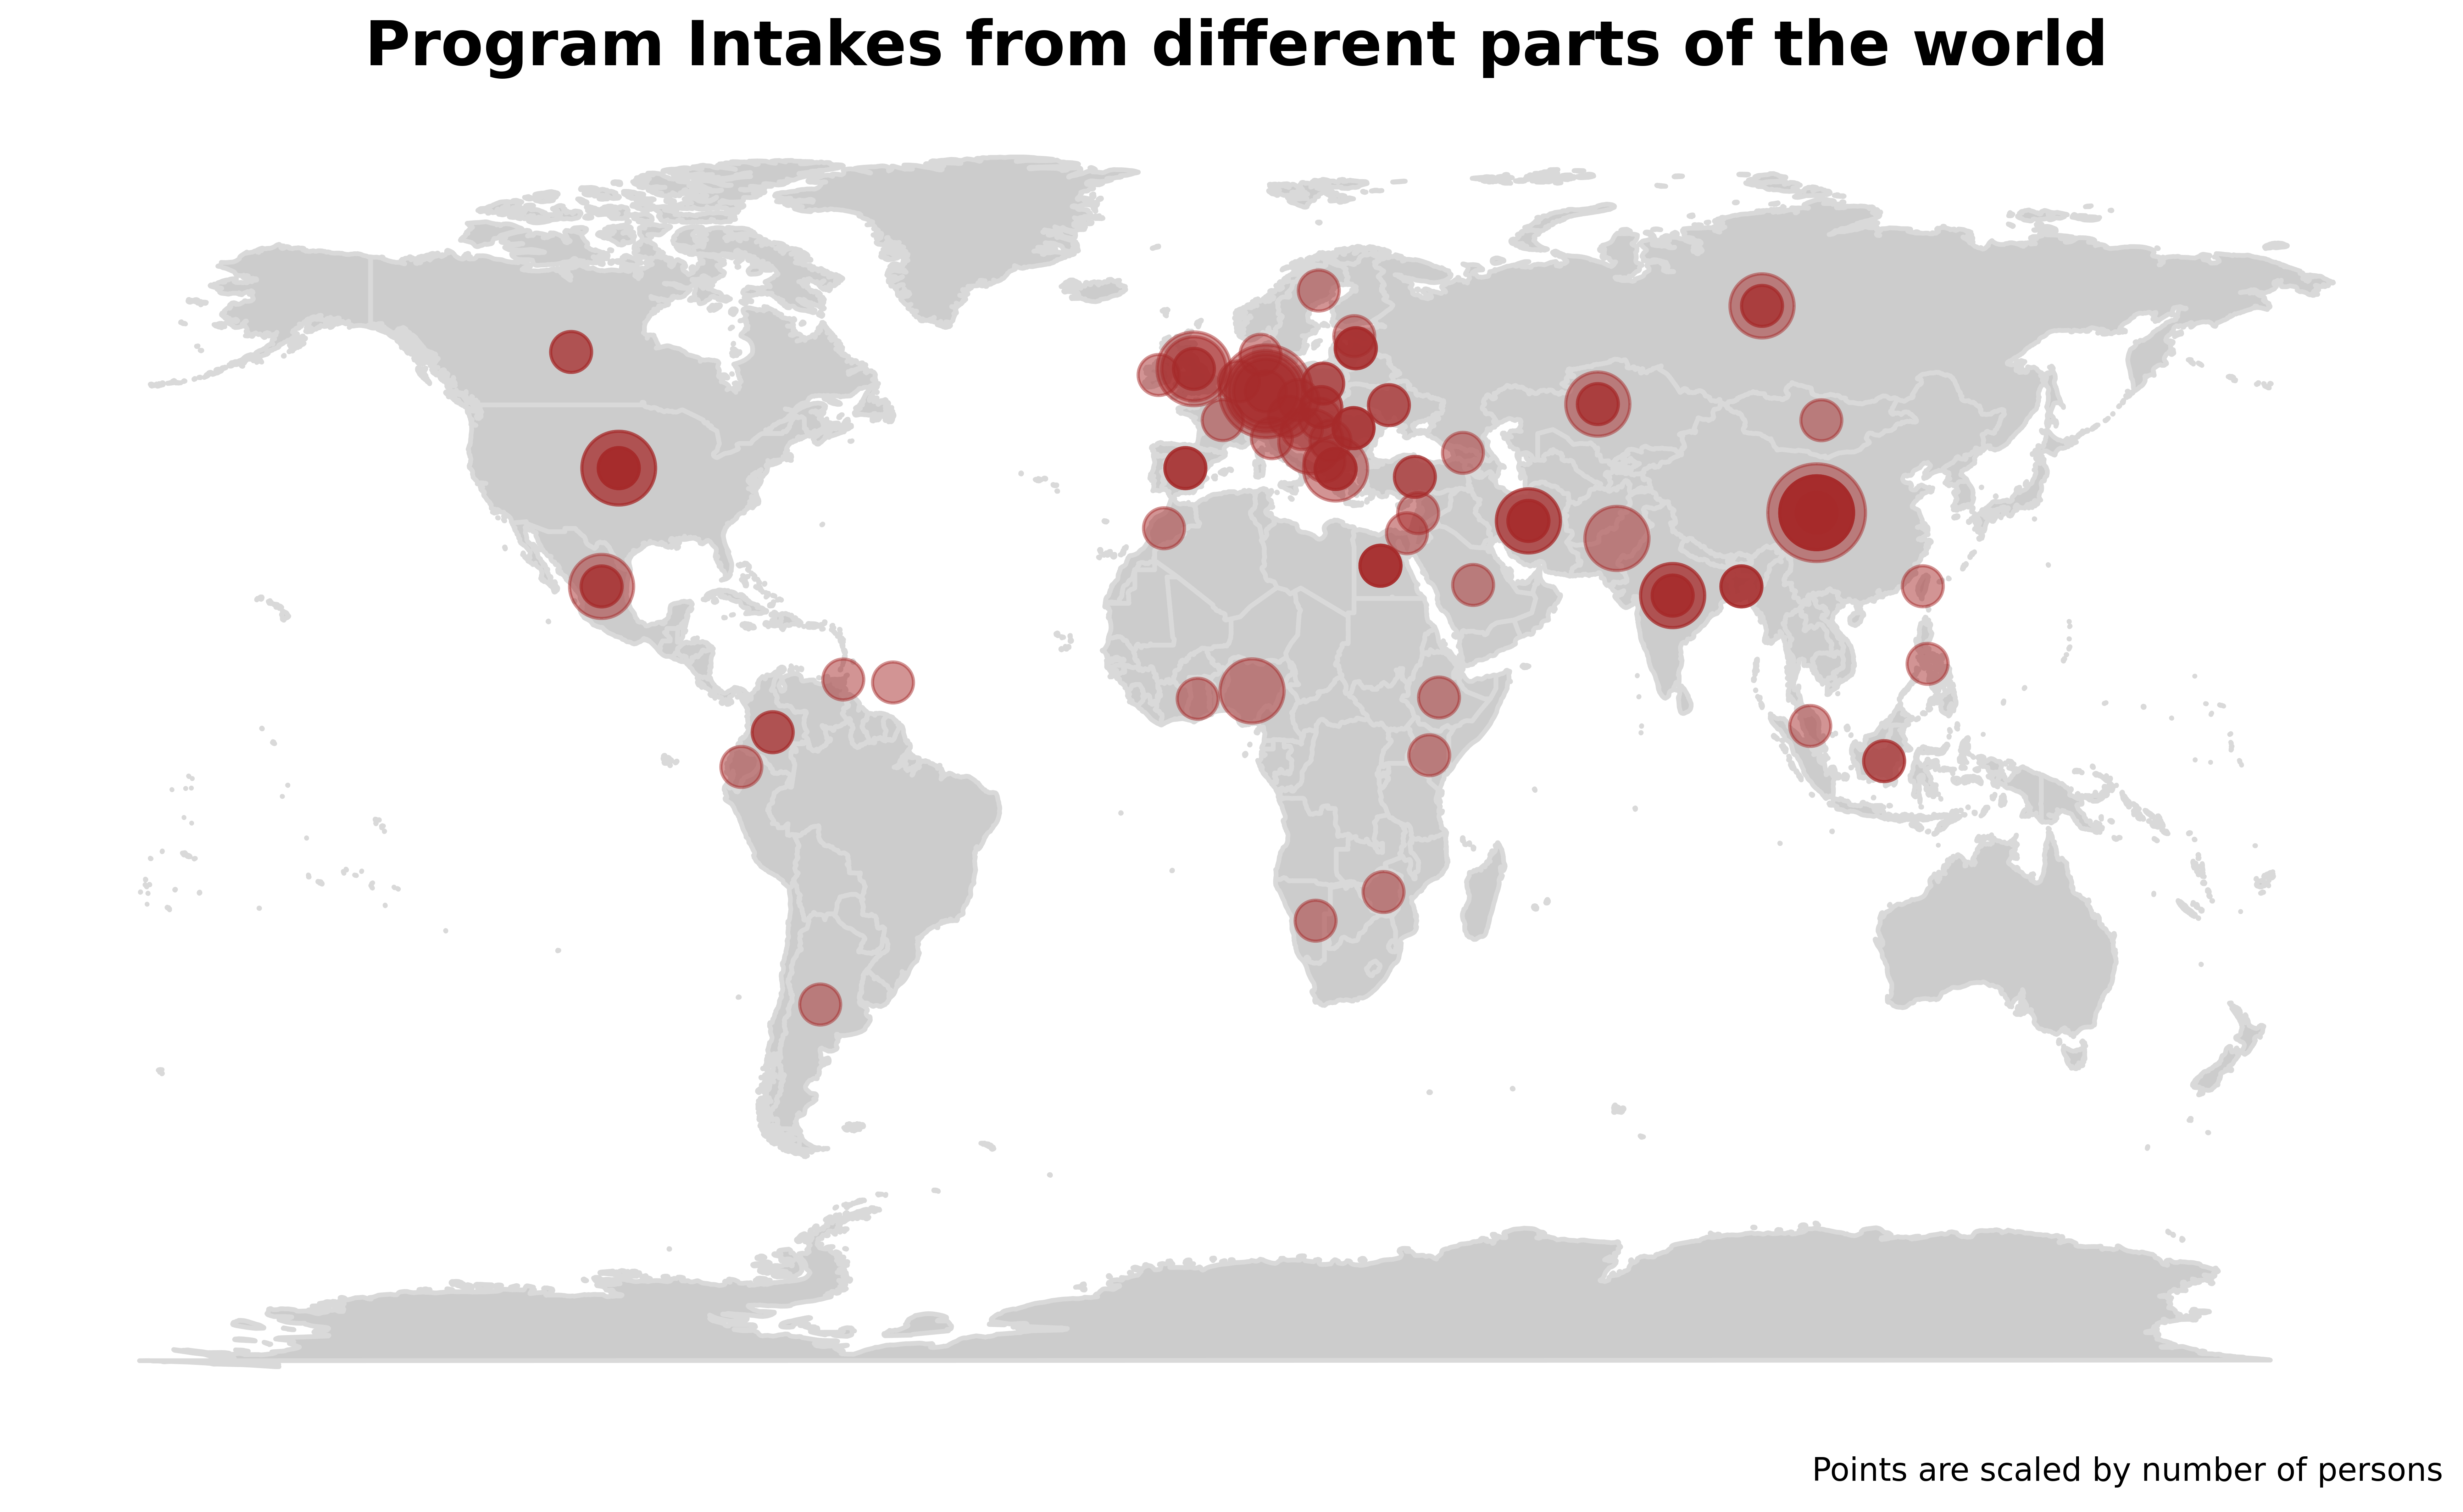 Program Intakes from different parts of the world
Points are scaled by number of persons